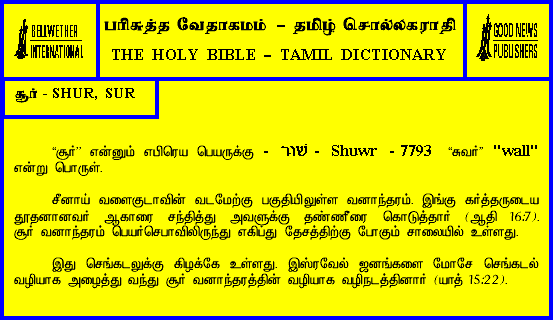 BELLWETHER
INTERNATIONAL
பரிசுத்த வேதாகமம் – தமிழ் சொல்லகராதி
THE HOLY BIBLE – TAMIL DICTIONARY
GOOD NEWS
PUBLISHERS
சூர் - SHUR, SUR
“சூர்” என்னும் எபிரெய பெயருக்கு - שׁוּר - Shuwr - 7793 “சுவர்” "wall"
என்று பொருள்.
சீனாய் வளைகுடாவின் வடமேற்கு பகுதியிலுள்ள வனாந்தரம். இங்கு கர்த்தருடைய
தூதனானவர் ஆகாரை சந்தித்து அவளுக்கு தண்ணீரை கொடுத்தார் (ஆதி 16:7).
சூர் வனாந்தரம் பெயர்செபாவிலிருந்து எகிப்து தேசத்திற்கு போகும் சாலையில் உள்ளது.
இது செங்கடலுக்கு கிழக்கே உள்ளது. இஸ்ரவேல் ஜனங்களை மோசே செங்கடல்
வழியாக அழைத்து வந்து சூர் வனாந்தரத்தின் வழியாக வழிநடத்தினார் (யாத் 15:22).